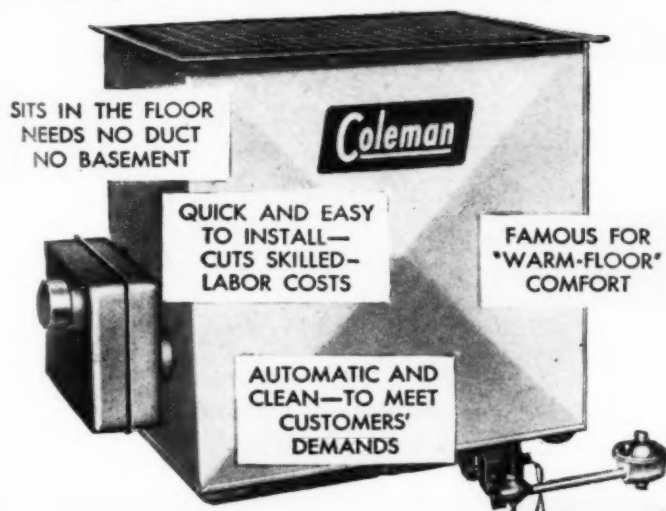 SITS IN THE FLOOR
NEEDS NO DUCT
NO BASEMENT
Coleman
QUICK AND EASY
TO INSTALL—
CUTS SKILLED-
LABOR COSTS
FAMOUS FOR
"WARM-FLOOR"
COMFORT
AUTOMATIC AND
CLEAN—TO MEET
CUSTOMERS'
DEMANDS